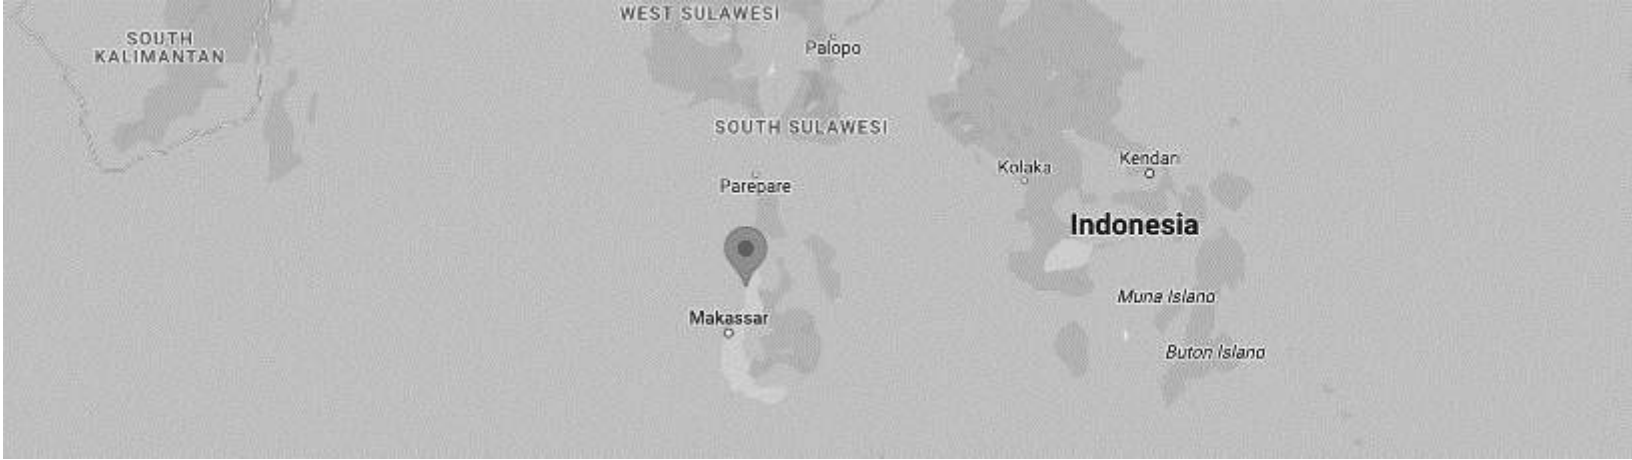 WEST SULAWESI
SOUTH
KALIMANTAN
Palopo
SOUTH SULAWESI
Kolaka
Kendari
Parepare
Indonesia
Muna Island
Makassar
Buton Island